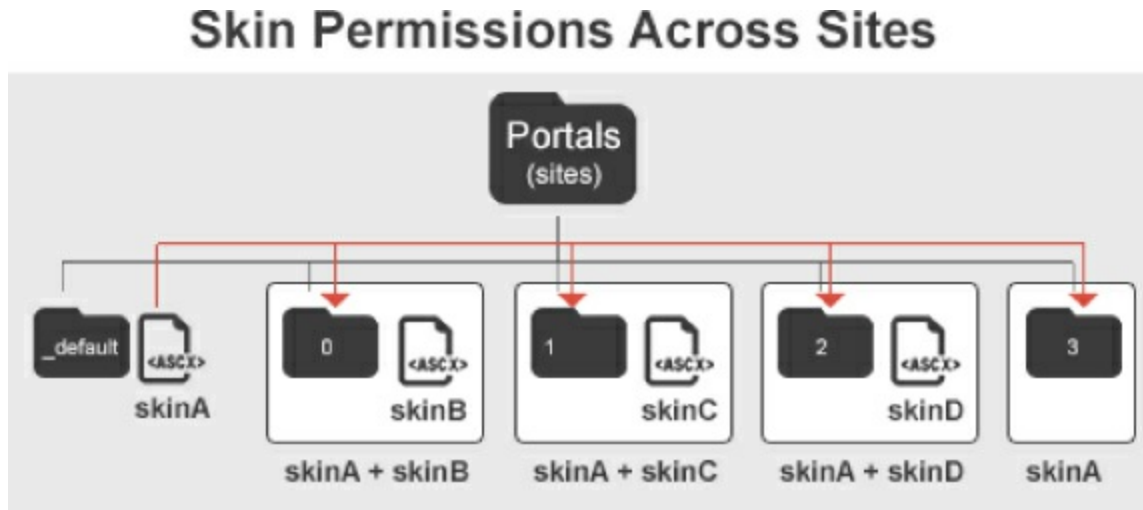 Skin Permissions Across Sites
Portals
(sites)
_default
<ASCX>
skinA
0
<ASCX>
skinB
skinA + skinB
1
<ASCX>
skinC
skinA + skinC
2
<ASCX>
skinD
skinA + skinD
3
skinA